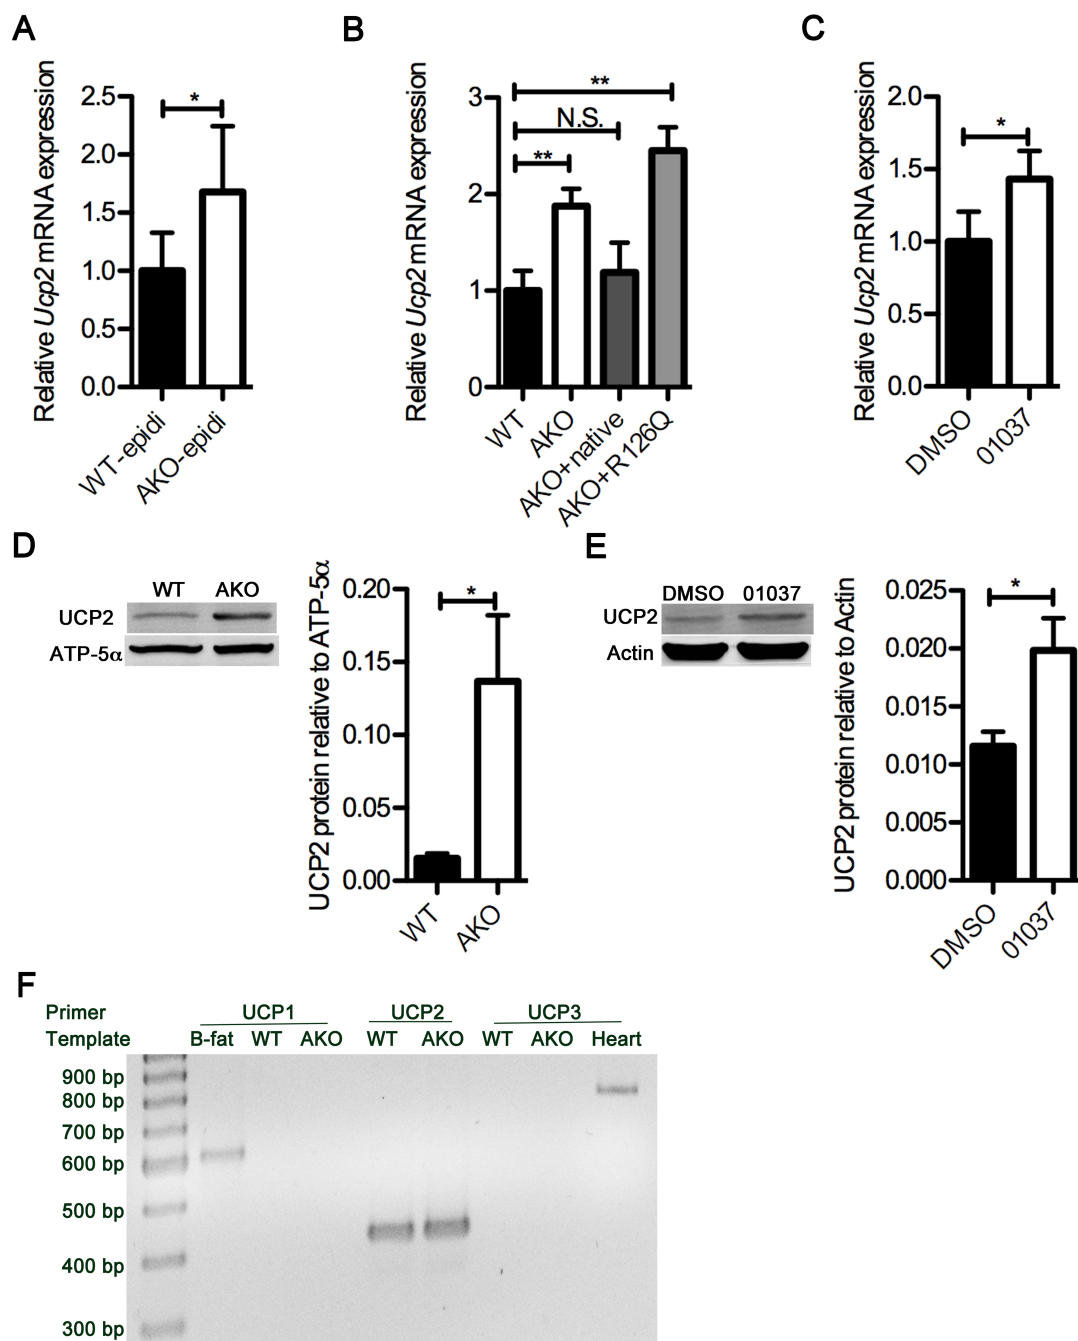 A
Relative Ucp2 mRNA expression
2.5
2.0
1.5
1.0
0.5
0.0
*
WT-epidi
AKO-epidi
B
Relative Ucp2 mRNA expression
3
2
1
0
**
N.S.
**
WT
AKO
AKO+native
AKO+R126Q
C
Relative Ucp2 mRNA expression
2.0
1.5
1.0
0.5
0.0
*
DMSO
01037
D
WT AKO
UCP2
ATP-5α
UCP2 protein relative to ATP-5α
0.20
0.15
0.10
0.05
0.00
*
WT
AKO
E
DMSO 01037
UCP2
Actin
UCP2 protein relative to Actin
0.025
0.020
0.015
0.010
0.005
0.000
*
DMSO
01037
F
Primer UCP1 UCP2 UCP3
Template B-fat WT AKO WT AKO WT AKO Heart
900 bp
800 bp
700 bp
600 bp
500 bp
400 bp
300 bp